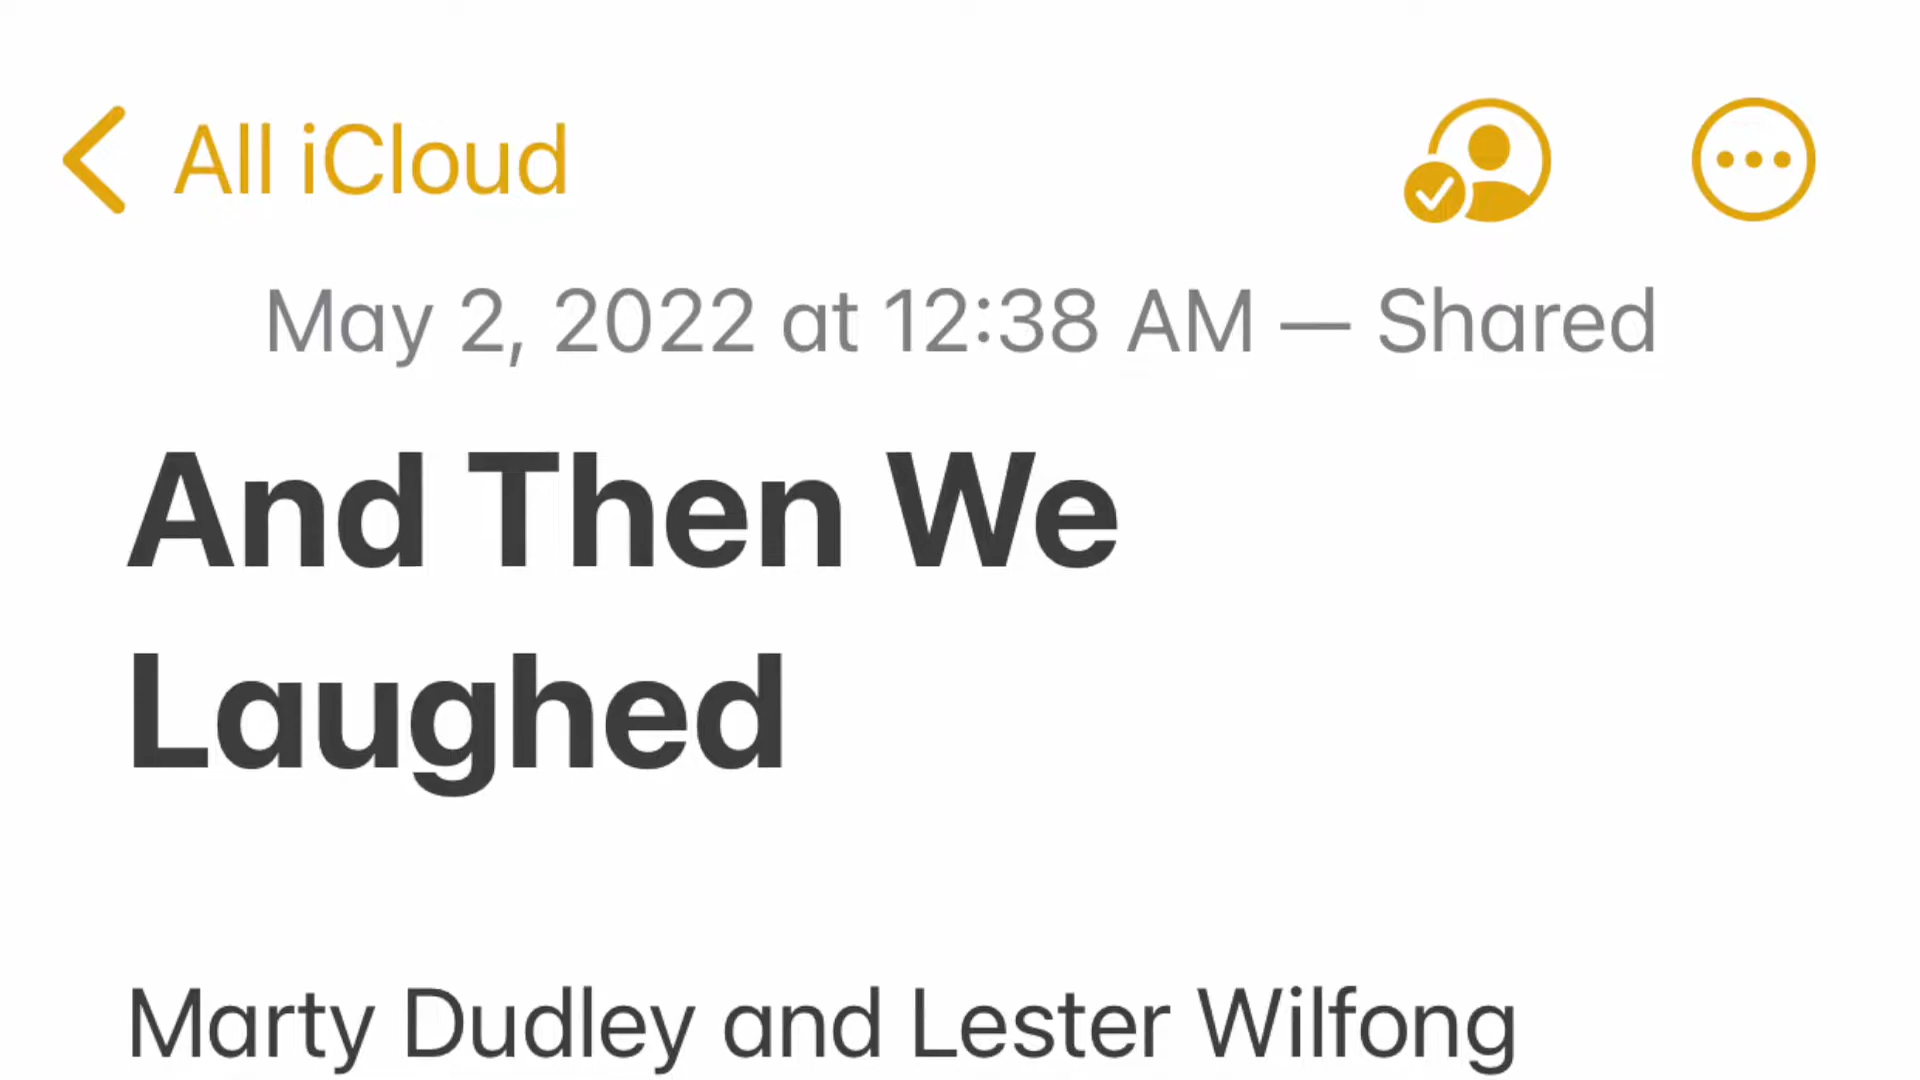 All iCloud
May 2, 2022 at 12:38 AM — Shared
And Then We
Laughed
Marty Dudley and Lester Wilfong